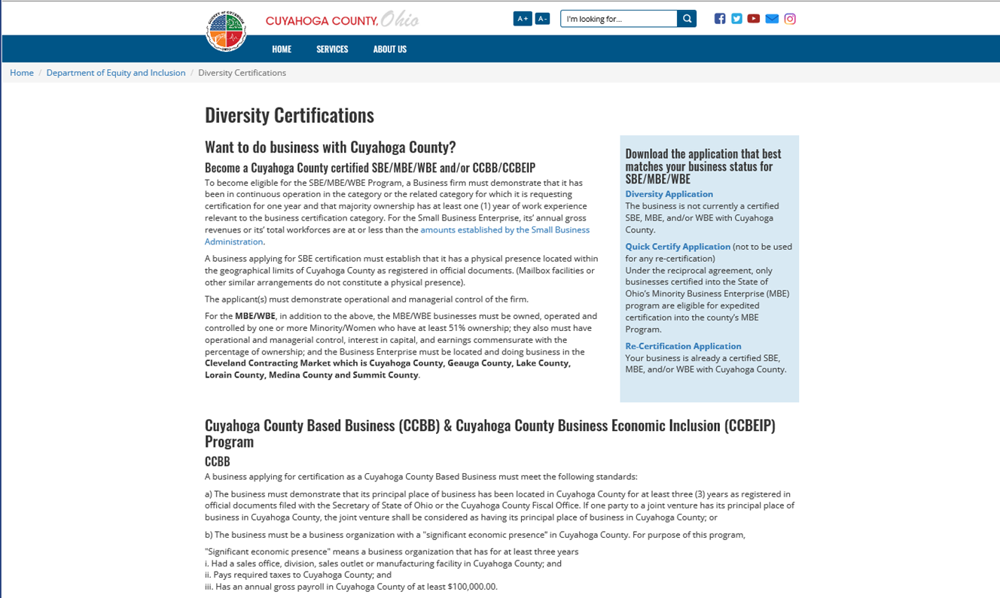 COUNTY OF CUYAHOGA
OHIO
CUYAHOGA COUNTY, Ohio
A + A -
I'm looking for...
HOME SERVICES ABOUT US
Home / Department of Equity and Inclusion / Diversity Certifications
Diversity Certifications
Want to do business with Cuyahoga County?
Become a Cuyahoga County certified SBE/MBE/WBE and/or CCBB/CCBEIP
To become eligible for the SBE/MBE/WBE Program, a Business firm must demonstrate that it has
been in continuous operation in the category or the related category for which it is requesting
certification for one year and that majority ownership has at least one (1) year of work experience
relevant to the business certification category. For the Small Business Enterprise, its’ annual gross
revenues or its’ total workforces are at or less than the amounts established by the Small Business
Administration.
A business applying for SBE certification must establish that it has a physical presence located within
the geographical limits of Cuyahoga County as registered in official documents. (Mailbox facilities or
other similar arrangements do not constitute a physical presence).
The applicant(s) must demonstrate operational and managerial control of the firm.
For the MBE/WBE, in addition to the above, the MBE/WBE businesses must be owned, operated and
controlled by one or more Minority/Women who have at least 51% ownership; they also must have
operational and managerial control, interest in capital, and earnings commensurate with the
percentage of ownership; and the Business Enterprise must be located and doing business in the
Cleveland Contracting Market which is Cuyahoga County, Geauga County, Lake County,
Lorain County, Medina County and Summit County.
Download the application that best
matches your business status for
SBE/MBE/WBE
Diversity Application
The business is not currently a certified
SBE, MBE, and/or WBE with Cuyahoga
County.
Quick Certify Application (not to be used
for any re-certification)
Under the reciprocal agreement, only
businesses certified into the State of
Ohio’s Minority Business Enterprise (MBE)
program are eligible for expedited
certification into the county’s MBE
Program.
Re-Certification Application
Your business is already a certified SBE,
MBE, and/or WBE with Cuyahoga County.
Cuyahoga County Based Business (CCBB) & Cuyahoga County Business Economic Inclusion (CCBEIP)
Program
CCBB
A business applying for certification as a Cuyahoga County Based Business must meet the following standards:
a) The business must demonstrate that its principal place of business has been located in Cuyahoga County for at least three (3) years as registered in
official documents filed with the Secretary of State of Ohio or the Cuyahoga County Fiscal Office. If one party to a joint venture has its principal place of
business in Cuyahoga County, the joint venture shall be considered as having its principal place of business in Cuyahoga County; or
b) The business must be a business organization with a "significant economic presence" in Cuyahoga County. For purpose of this program,
"Significant economic presence" means a business organization that has for at least three years
i. Had a sales office, division, sales outlet or manufacturing facility in Cuyahoga County; and
ii. Pays required taxes to Cuyahoga County; and
iii. Has an annual gross payroll in Cuyahoga County of at least $100,000.00.